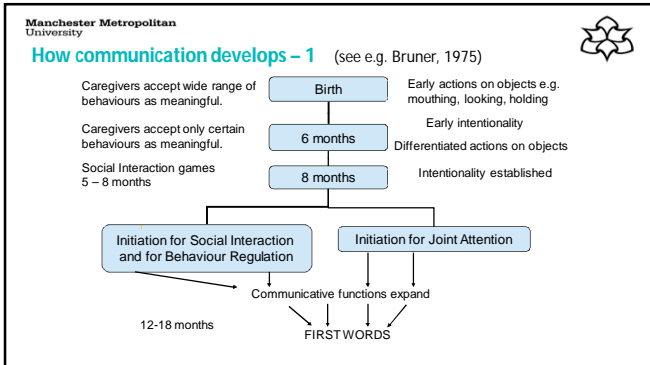 Manchester Metropolitan
University
How communication develops – 1 (see e.g. Bruner, 1975)
Caregivers accept wide range of
behaviours as meaningful.
Birth
Early actions on objects e.g.
mouthing, looking, holding
Caregivers accept only certain
behaviours as meaningful.
6 months
Early intentionality
Differentiated actions on objects
Social Interaction games
5 – 8 months
8 months
Intentionality established
Initiation for Social Interaction
and for Behaviour Regulation
Initiation for Joint Attention
Communicative functions expand
12-18 months
FIRST WORDS